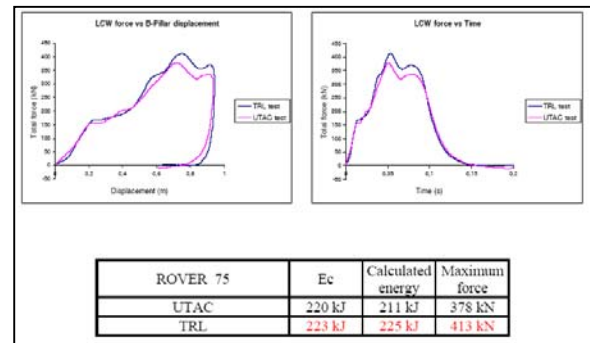 LCW force vs B-Pillar displacement
Total force (kN)
450
400
350
300
250
200
150
100
50
0
-50
0
0,2
0,4
0,6
0,8
1
Displacement (m)
TRL test
UTAC test
LCW force vs Time
Total force (kN)
450
400
350
300
250
200
150
100
50
0
-50
0
0,05
0,1
0,15
0,2
Time (s)
TRL test
UTAC test
ROVER 75 Ec Calculated energy Maximum force
UTAC 220 kJ 211 kJ 378 kN
TRL 223 kJ 225 kJ 413 kN